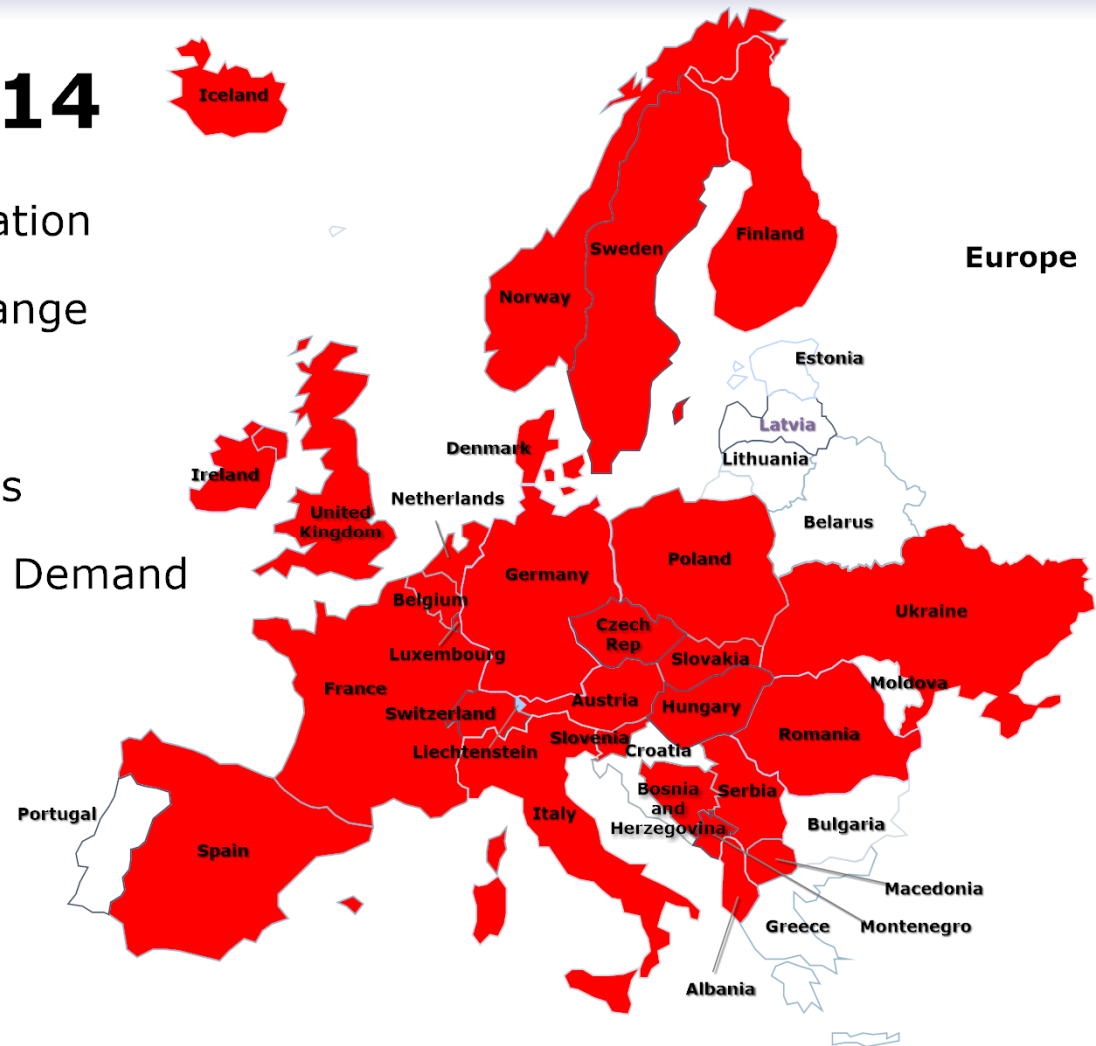 14
Iceland
ation
Sweden
Finland
Europe
Norway
ange
Estonia
Latvia
Denmark
Lithuania
Ireland
s
Netherlands
United
Kingdom
Belarus
Poland
Demand
Germany
Belgium
Ukraine
Czech
Rep
Luxembourg
Slovakia
France
Moldova
Switzerland
Austria
Hungary
Liechtenstein
Slovenia
Croatia
Romania
Bosnia
and
Herzegovina
Serbia
Portugal
Italy
Bulgaria
Spain
Macedonia
Greece
Montenegro
Albania